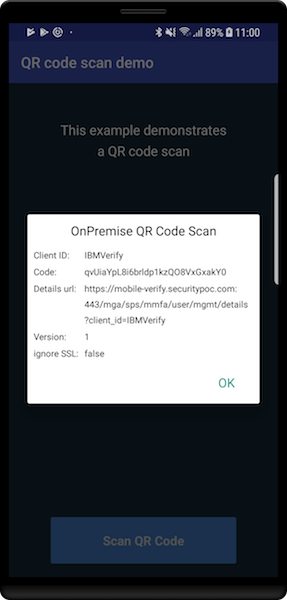 89% 11:00
QR code scan demo
This example demonstrates
a QR code scan
OnPremise QR Code Scan
Client ID: IBMVerify
Code: qvUiaYpL8i6brldp1kzQO8VxGxakY0
Details url: https://mobile-verify.securitypoc.com:
443/mga/sps/mmfa/user/mgmt/details
?client_id=IBMVerify
Version: 1
ignore SSL: false
OK
Scan QR Code